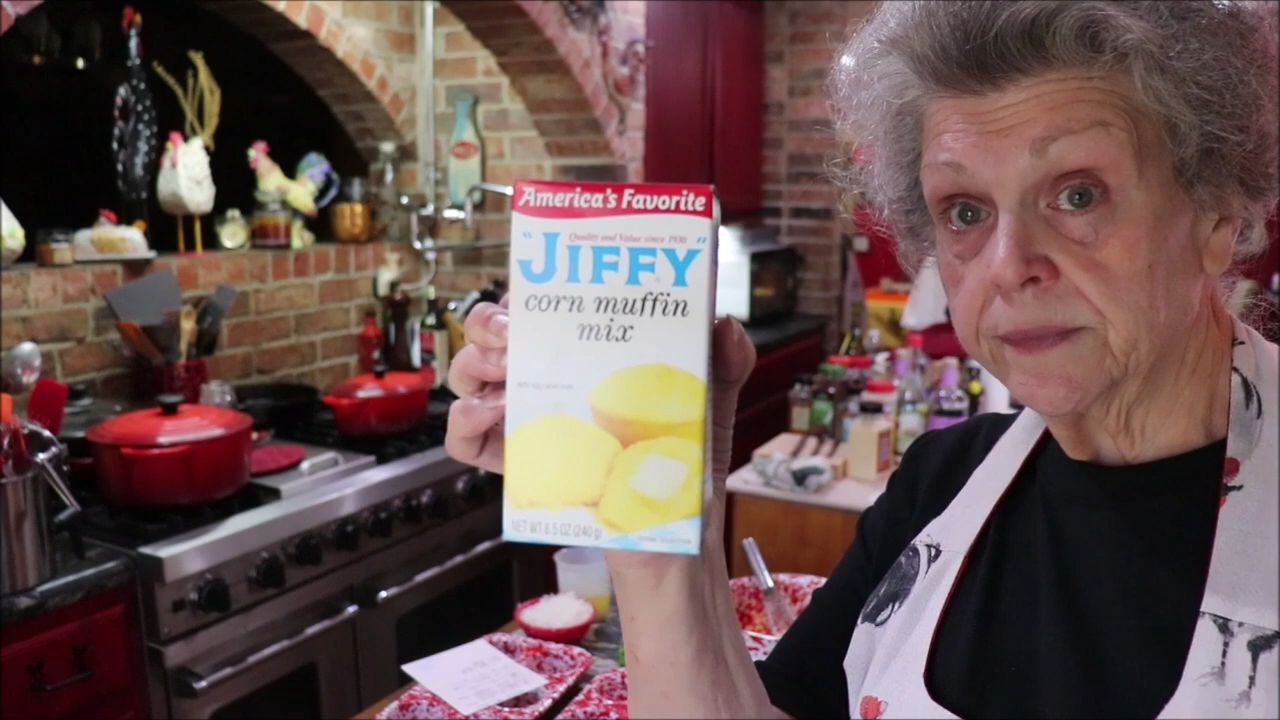 America's Favorite
Quality and Value since 1930
"JIFFY"
corn muffin
mix
NET WT 8.5 OZ (240g)